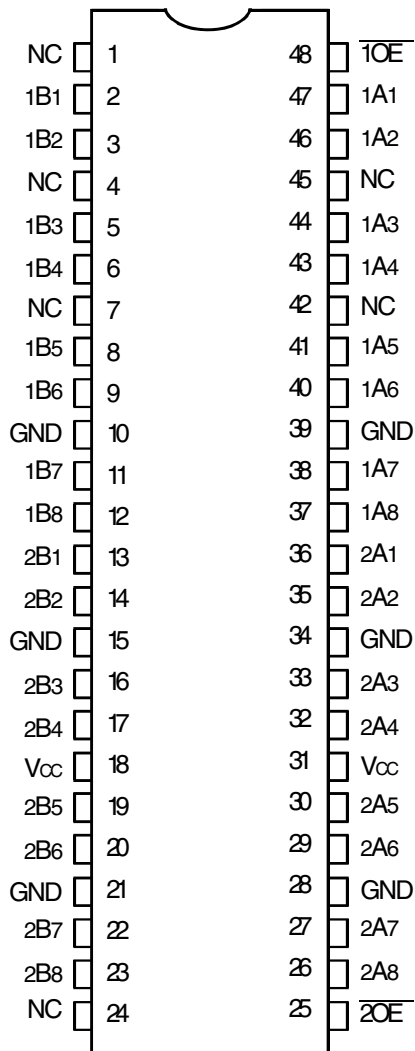 NC 1 48 1OE
1B1 2 47 1A1
1B2 3 46 1A2
NC 4 45 NC
1B3 5 44 1A3
1B4 6 43 1A4
NC 7 42 NC
1B5 8 41 1A5
1B6 9 40 1A6
GND 10 39 GND
1B7 11 38 1A7
1B8 12 37 1A8
2B1 13 36 2A1
2B2 14 35 2A2
GND 15 34 GND
2B3 16 33 2A3
2B4 17 32 2A4
VCC 18 31 VCC
2B5 19 30 2A5
2B6 20 29 2A6
GND 21 28 GND
2B7 22 27 2A7
2B8 23 26 2A8
NC 24 25 2OE